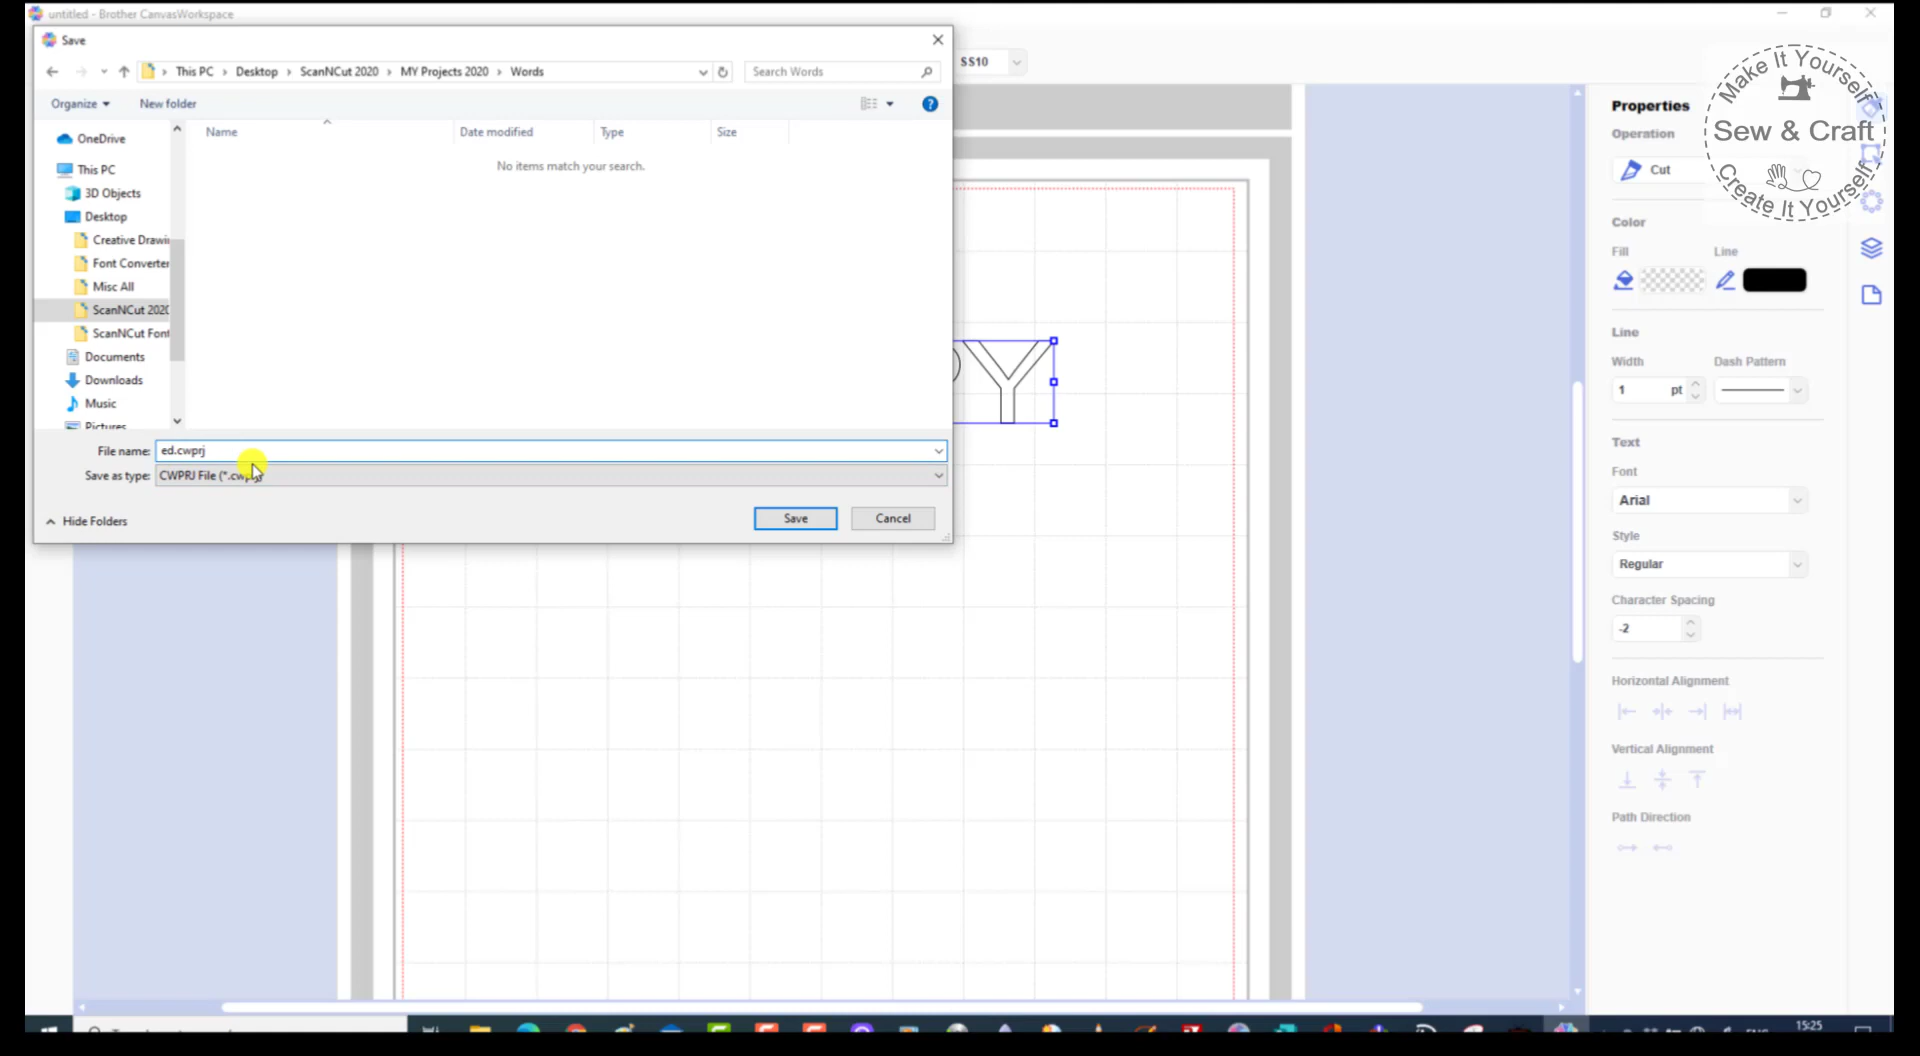 untitled - Brother CanvasWorkspace
Save
This PC > Desktop > ScanNCut 2020 > MY Projects 2020 > Words
Search Words
SS10
Organize
New folder
Name
Date modified
Type
Size
No items match your search.
OneDrive
This PC
3D Objects
Desktop
Creative Drawi
Font Converter
Misc All
ScanNCut 2020
ScanNCut Font
Documents
Downloads
Music
Pictures
File name: ed.cwprj
Save as type: CWPRJ File (*.cwprj)
Hide Folders
Save
Cancel
Y
Make It Yourself
Sew & Craft
Create It Yourself
Properties
Operation
Cut
Color
Fill
Line
Line
Width
Dash Pattern
1 pt
Text
Font
Arial
Style
Regular
Character Spacing
-2
Horizontal Alignment
Vertical Alignment
Path Direction
15:25